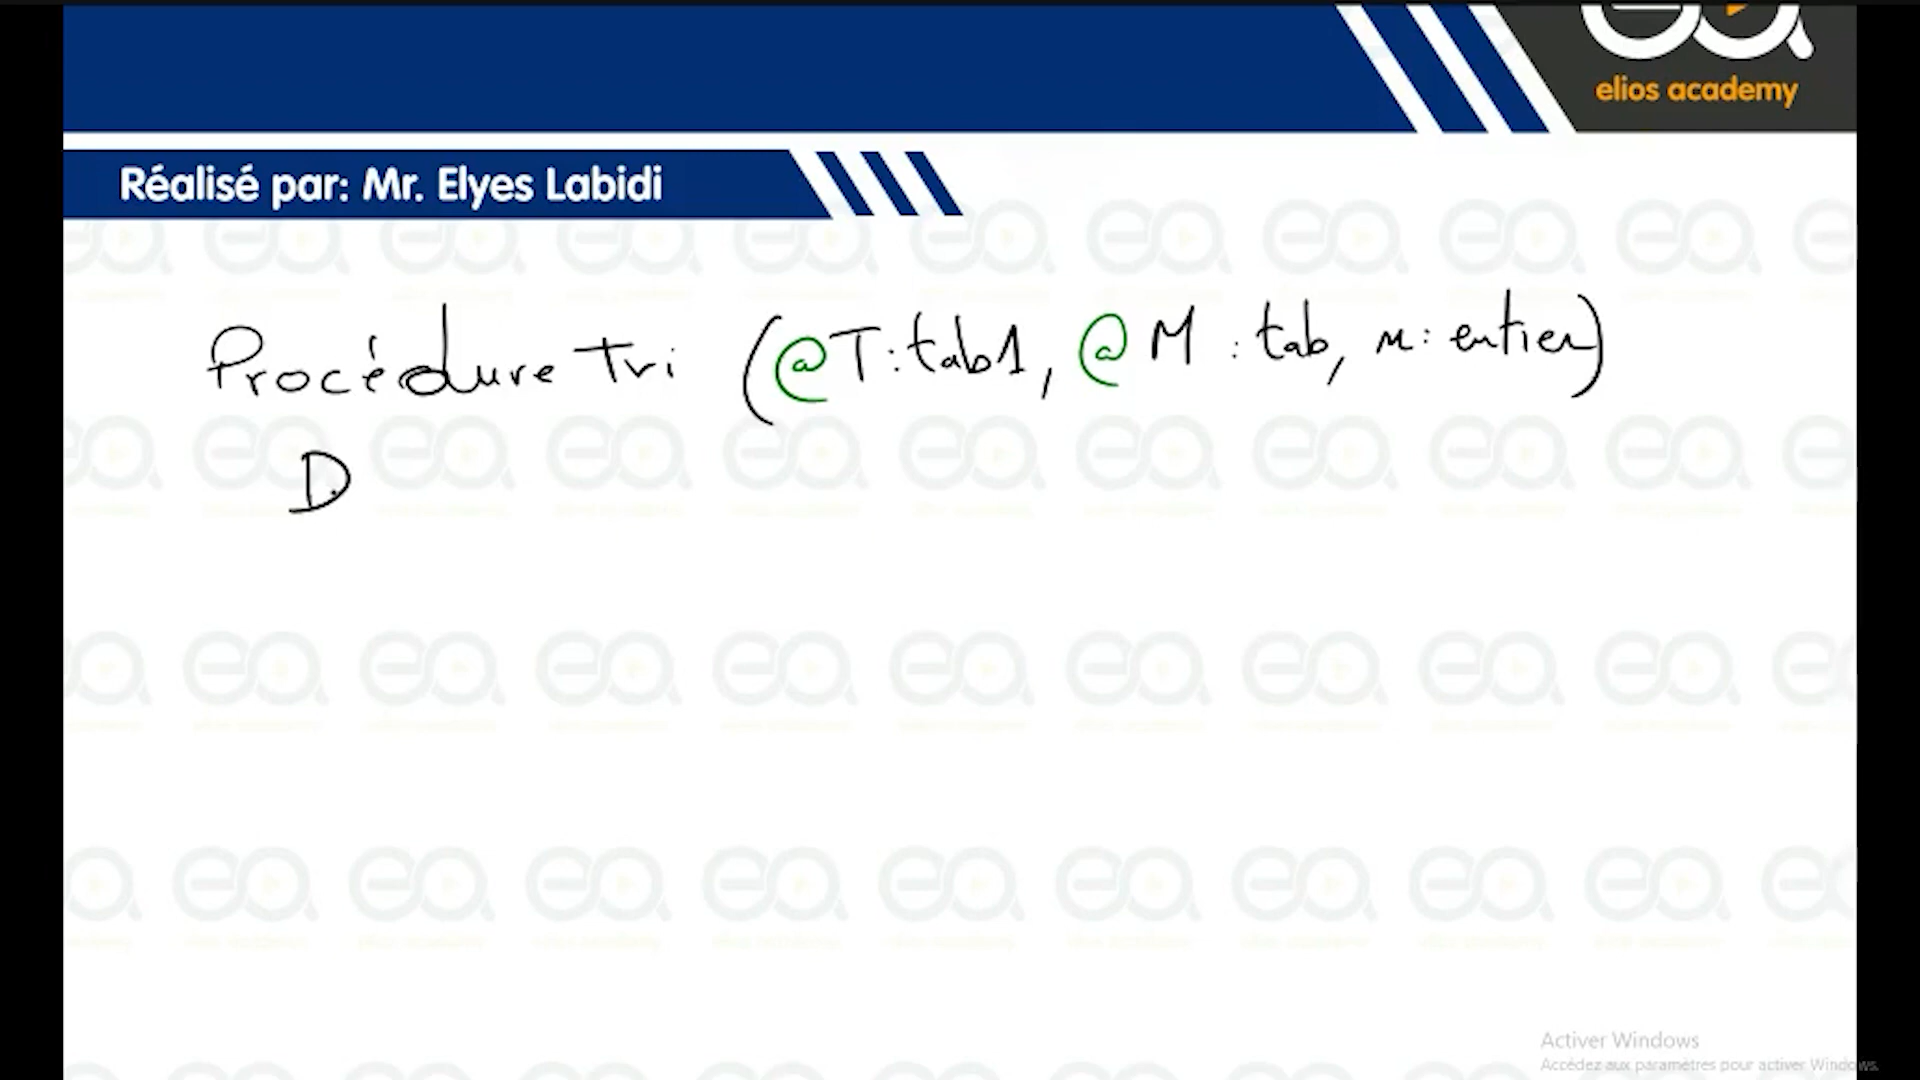 elios academy
Réalisé par: Mr. Elyes Labidi
Procédure Tri (@T:tab1, @M:tab, n:entier)
D
Activer Windows
Accédez aux paramètres pour activer Windows.